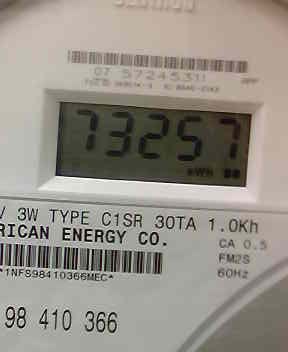 07 57245311
73257
kWh
V 3W TYPE C1SR 30TA 1.0Kh
RICAN ENERGY CO.
CA 0.5
FM2S
60Hz
*1NFS98410366MEC*
98 410 366